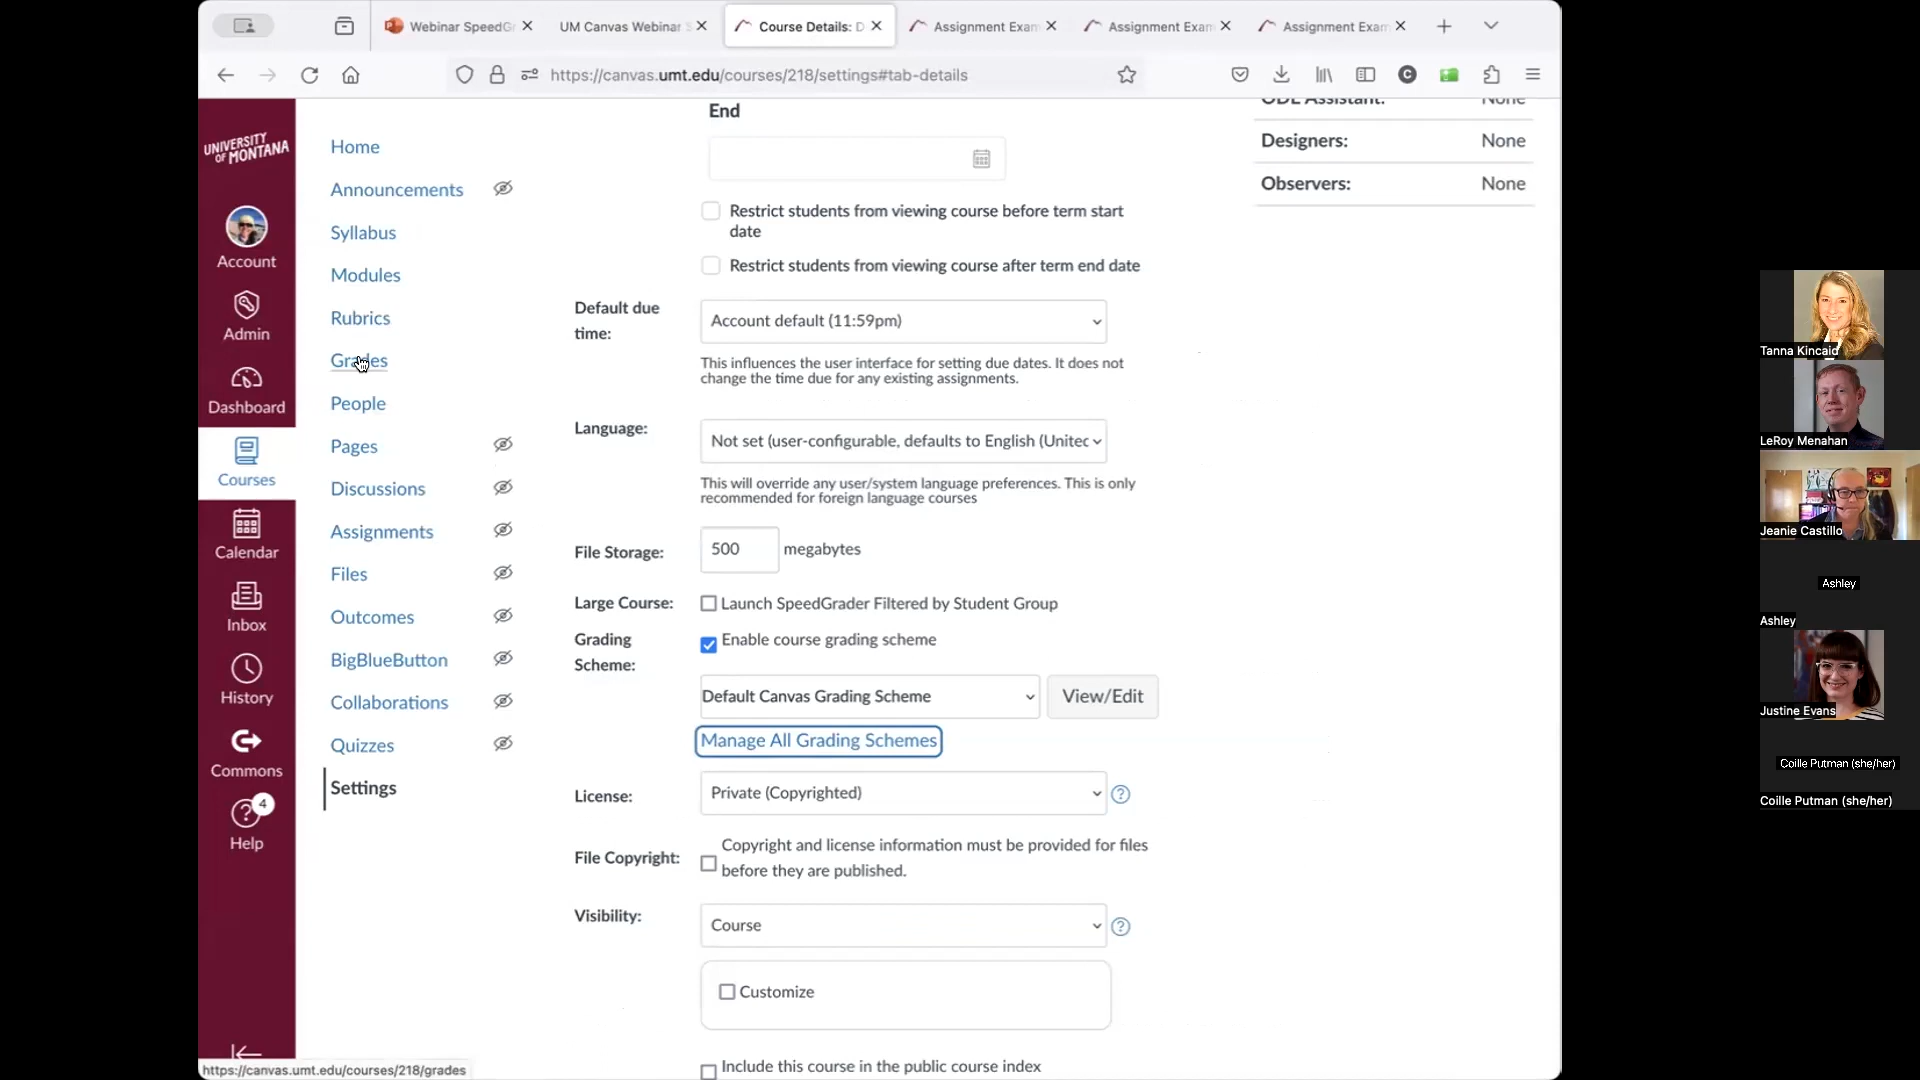 Webinar SpeedGr
UM Canvas Webinar S
Course Details: D
Assignment Exam
Assignment Exam
Assignment Exam
https://canvas.umt.edu/courses/218/settings#tab-details
UNIVERSITY
OF MONTANA
Account
Admin
Dashboard
Courses
Calendar
Inbox
History
Commons
4
Help
Home
Announcements
Syllabus
Modules
Rubrics
Grades
People
Pages
Discussions
Assignments
Files
Outcomes
BigBlueButton
Collaborations
Quizzes
Settings
End
Restrict students from viewing course before term start
date
Restrict students from viewing course after term end date
Default due
time:
Account default (11:59pm)
This influences the user interface for setting due dates. It does not
change the time due for any existing assignments.
Language:
Not set (user-configurable, defaults to English (United
This will override any user/system language preferences. This is only
recommended for foreign language courses
File Storage:
500
megabytes
Large Course:
Launch SpeedGrader Filtered by Student Group
Grading
Scheme:
Enable course grading scheme
Default Canvas Grading Scheme
View/Edit
Manage All Grading Schemes
License:
Private (Copyrighted)
File Copyright:
Copyright and license information must be provided for files
before they are published.
Visibility:
Course
Customize
Include this course in the public course index
ODL Assistant:
None
Designers:
None
Observers:
None
https://canvas.umt.edu/courses/218/grades
Tanna Kincaid
LeRoy Menahan
Jeanie Castillo
Ashley
Ashley
Justine Evans
Coille Putman (she/her)
Coille Putman (she/her)